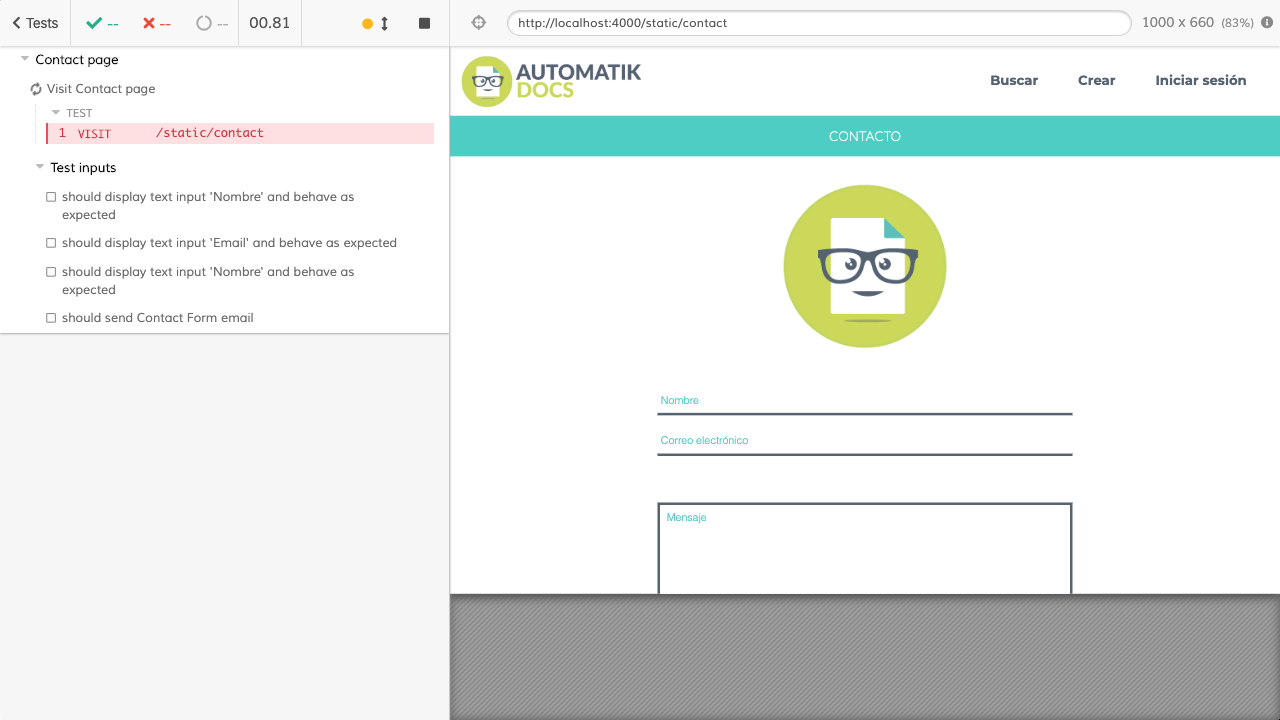 Tests
--
--
--
00.81
http://localhost:4000/static/contact
1000 x 660 (83%)
Contact page
Visit Contact page
TEST
1 VISIT /static/contact
Test inputs
should display text input 'Nombre' and behave as
expected
should display text input 'Email' and behave as expected
should display text input 'Nombre' and behave as
expected
should send Contact Form email
AUTOMATIK
DOCS
Buscar
Crear
Iniciar sesión
CONTACTO
Nombre
Correo electrónico
Mensaje